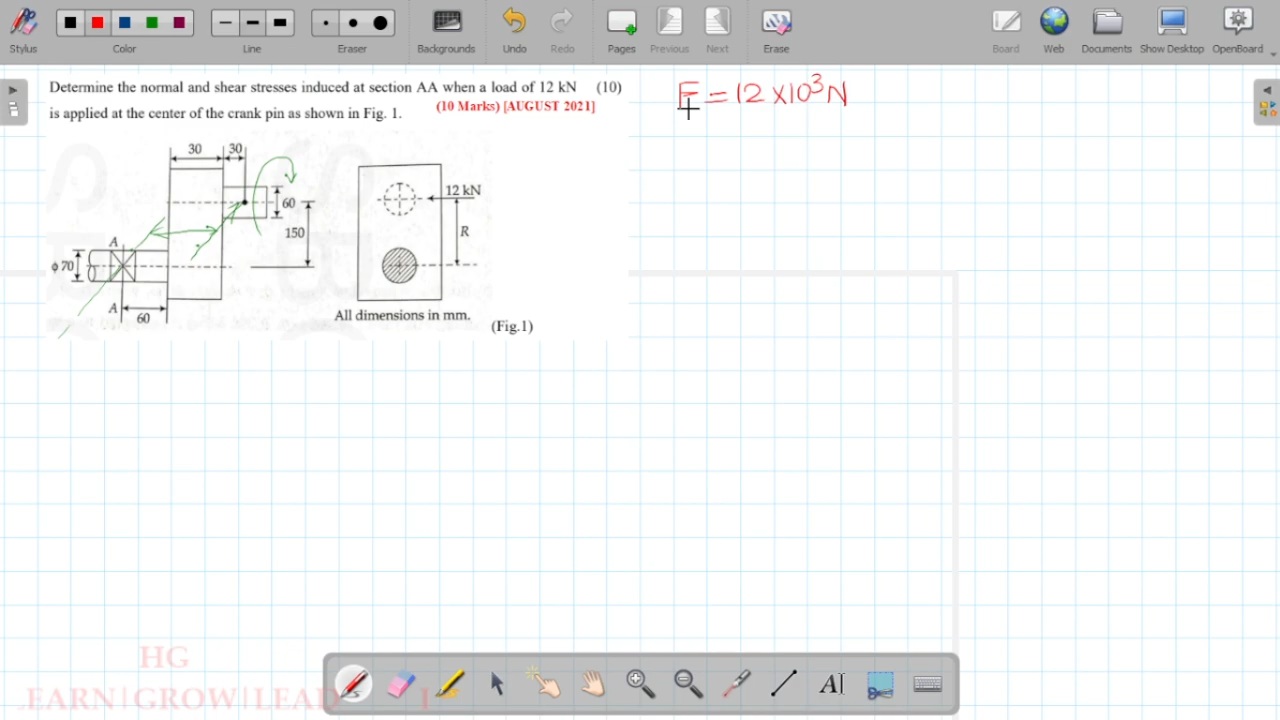 Stylus
Color
Line
Eraser
Backgrounds
Undo
Redo
Pages
Previous
Next
Erase
Board
Web
Documents
Show Desktop
OpenBoard
Determine the normal and shear stresses induced at section AA when a load of 12 kN (10)
(10 Marks) [AUGUST 2021]
is applied at the center of the crank pin as shown in Fig. 1.
F = 12 ×10³ N
30
30
60
150
A
ϕ 70
A
60
12 kN
R
All dimensions in mm.
(Fig.1)
HG
EARN|GROW|LEAD
AI